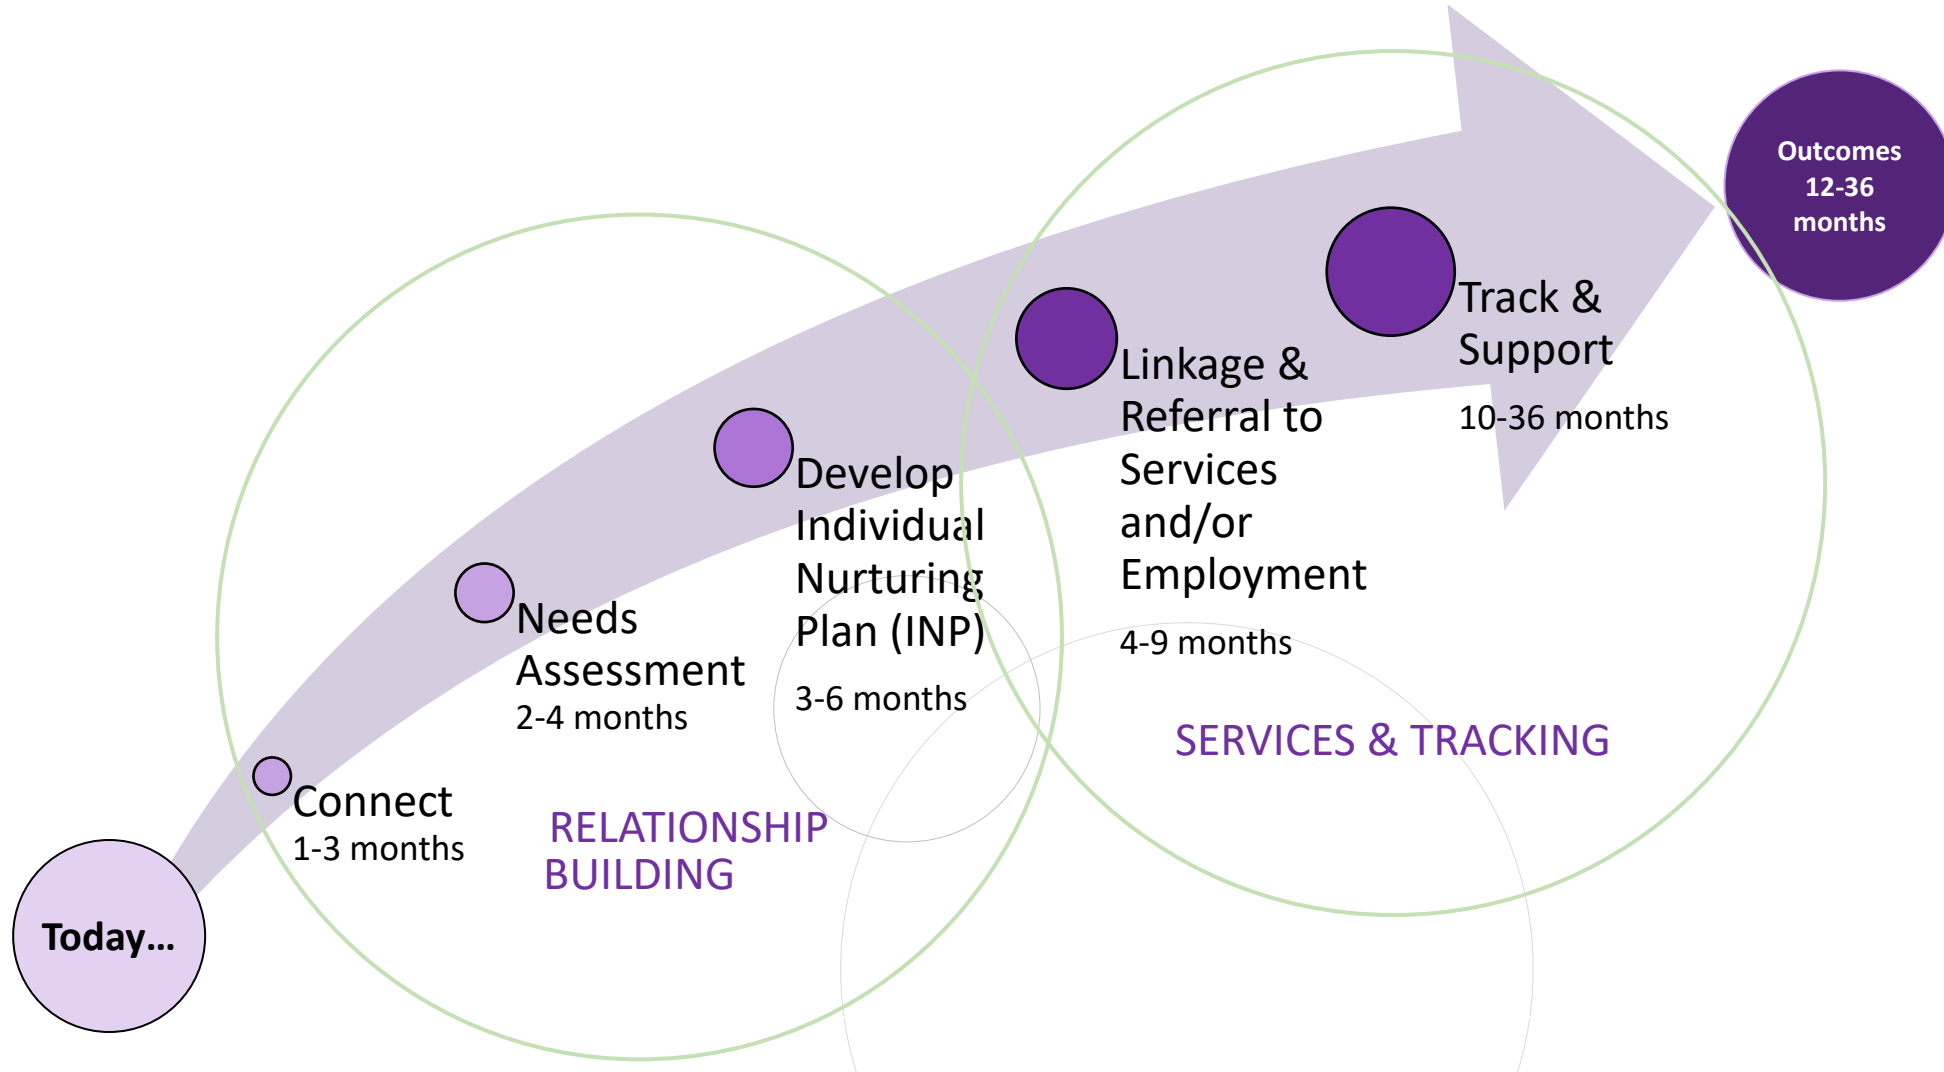 Today…
Connect
1-3 months
Needs
Assessment
2-4 months
Develop
Individual
Nurturing
Plan (INP)
3-6 months
RELATIONSHIP
BUILDING
Linkage &
Referral to
Services
and/or
Employment
4-9 months
Track &
Support
10-36 months
SERVICES & TRACKING
Outcomes
12-36
months